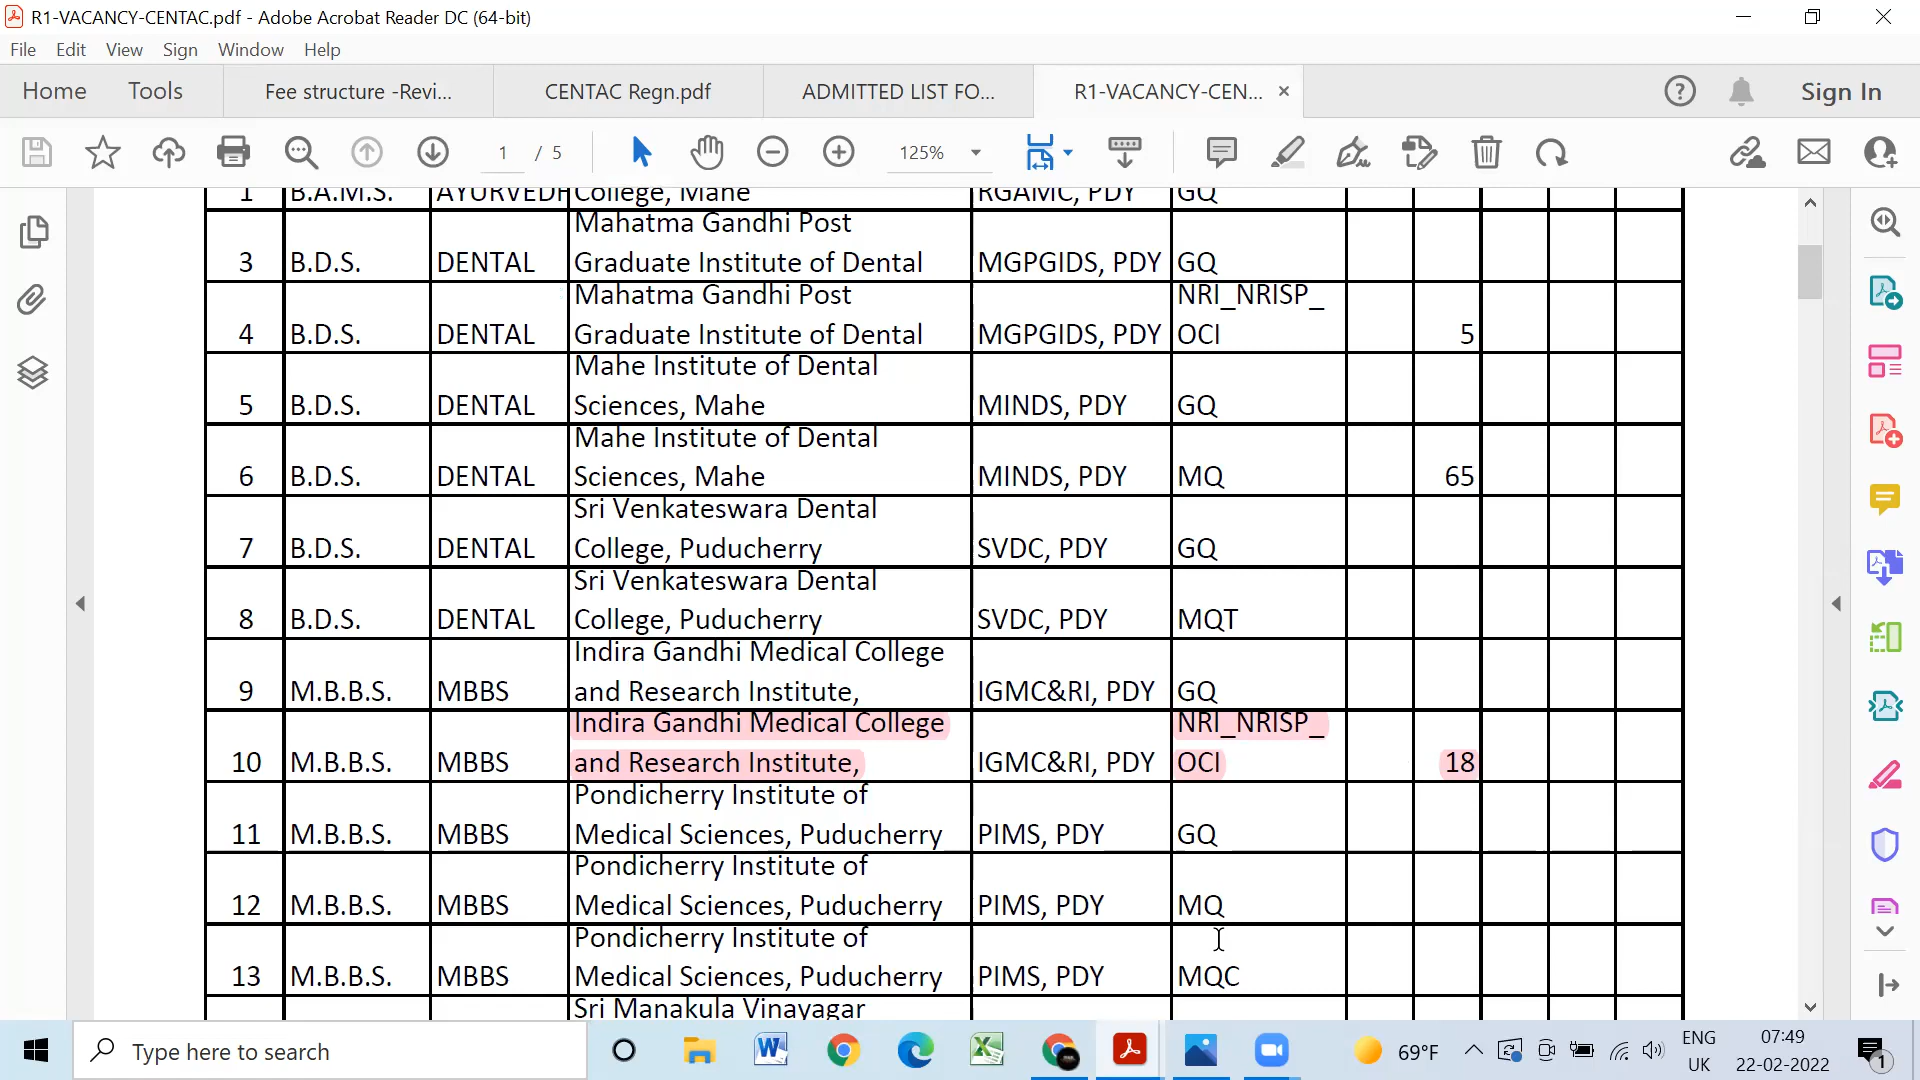 R1-VACANCY-CENTAC.pdf - Adobe Acrobat Reader DC (64-bit)
File Edit View Sign Window Help
Home Tools Fee structure -Revi... CENTAC Regn.pdf ADMITTED LIST FO... R1-VACANCY-CEN... × Sign In
1 / 5 125%
1 B.A.M.S. AYURVEDH College, Mahe RGAMC, PDY GQ
Mahatma Gandhi Post
3 B.D.S. DENTAL Graduate Institute of Dental MGPGIDS, PDY GQ
Mahatma Gandhi Post NRI_NRISP_
4 B.D.S. DENTAL Graduate Institute of Dental MGPGIDS, PDY OCI 5
Mahe Institute of Dental
5 B.D.S. DENTAL Sciences, Mahe MINDS, PDY GQ
Mahe Institute of Dental
6 B.D.S. DENTAL Sciences, Mahe MINDS, PDY MQ 65
Sri Venkateswara Dental
7 B.D.S. DENTAL College, Puducherry SVDC, PDY GQ
Sri Venkateswara Dental
8 B.D.S. DENTAL College, Puducherry SVDC, PDY MQT
Indira Gandhi Medical College
9 M.B.B.S. MBBS and Research Institute, IGMC&RI, PDY GQ
Indira Gandhi Medical College NRI_NRISP_
10 M.B.B.S. MBBS and Research Institute, IGMC&RI, PDY OCI 18
Pondicherry Institute of
11 M.B.B.S. MBBS Medical Sciences, Puducherry PIMS, PDY GQ
Pondicherry Institute of
12 M.B.B.S. MBBS Medical Sciences, Puducherry PIMS, PDY MQ
Pondicherry Institute of
13 M.B.B.S. MBBS Medical Sciences, Puducherry PIMS, PDY MQC
Sri Manakula Vinayagar
Type here to search 69°F ENG 07:49
UK 22-02-2022 1